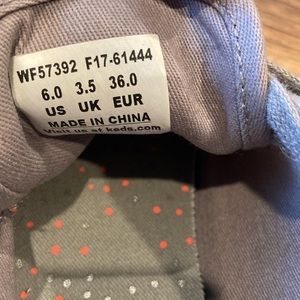 WF57392 F17-61444
6.0 3.5 36.0
US UK EUR
MADE IN CHINA
Visit us at keds.com